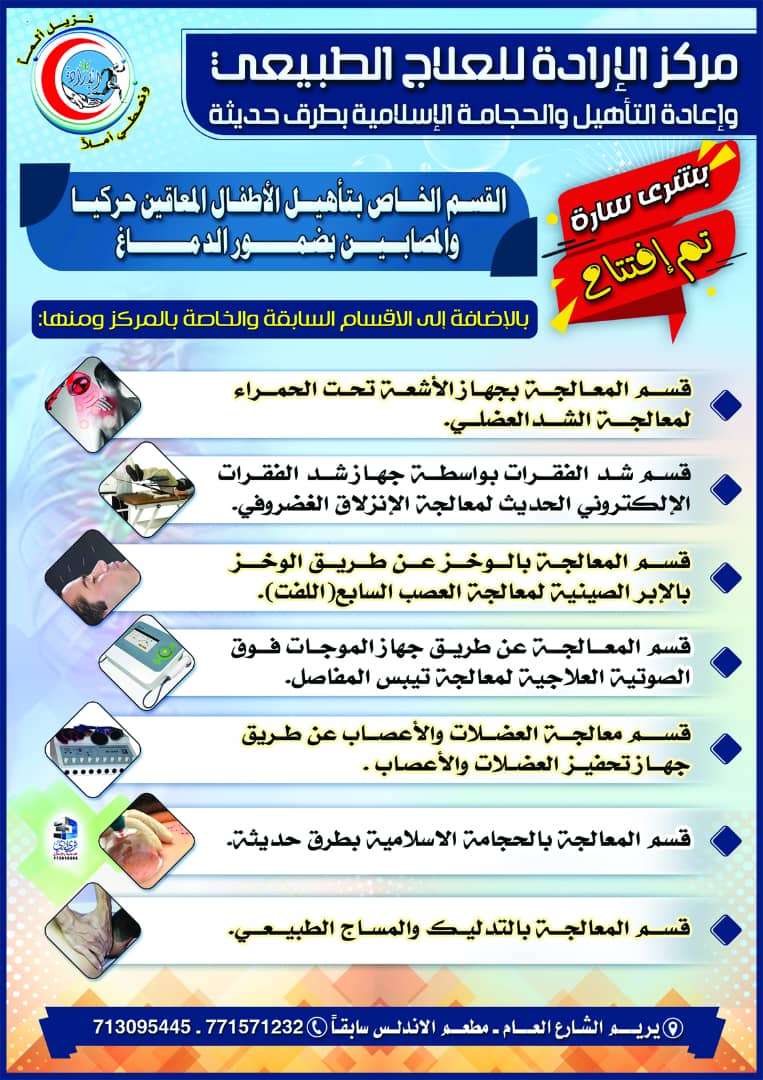 نـزيـل ألمـاً
الإرادة
ونعطي أملاً
مركز الإرادة للعلاج الطبيعي
وإعادة التأهيل والحجامة الإسلامية بطرق حديثة
بشرى سارة
تم إفتتاح
القسم الخاص بتأهيل الأطفال المعاقين حركيا
والمصابين بضمور الدماغ
بالإضافة إلى الاقسام السابقة والخاصة بالمركز ومنها:
قسم المعالجة بجهاز الأشعة تحت الحمراء
لمعالجة الشد العضلي.
قسم شد الفقرات بواسطة جهاز شد الفقرات
الإلكتروني الحديث لمعالجة الإنزلاق الغضروفي.
قسم المعالجة بالوخز عن طريق الوخز
بالإبر الصينية لمعالجة العصب السابع (اللفت).
قسم المعالجة عن طريق جهاز الموجات فوق
الصوتية العلاجية لمعالجة تيبس المفاصل.
قسم معالجة العضلات والأعصاب عن طريق
جهاز تحفيز العضلات والأعصاب .
قسم المعالجة بالحجامة الاسلامية بطرق حديثة.
قسم المعالجة بالتدليك والمساج الطبيعي.
يريم الشارع العام - مطعم الاندلس سابقاً 771571232 - 713095445